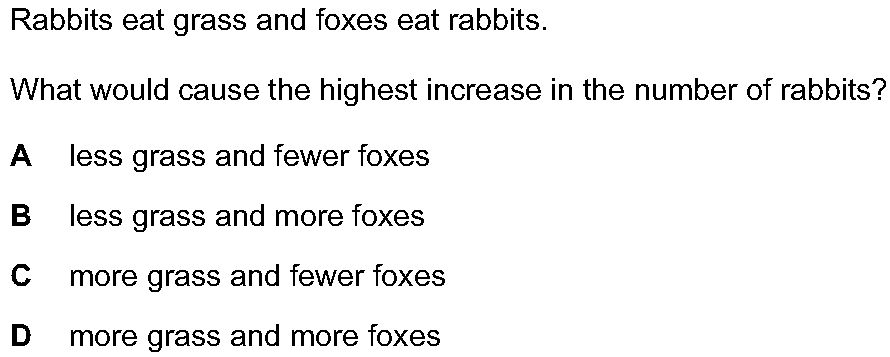 Rabbits eat grass and foxes eat rabbits.
What would cause the highest increase in the number of rabbits?
A less grass and fewer foxes
B less grass and more foxes
C more grass and fewer foxes
D more grass and more foxes